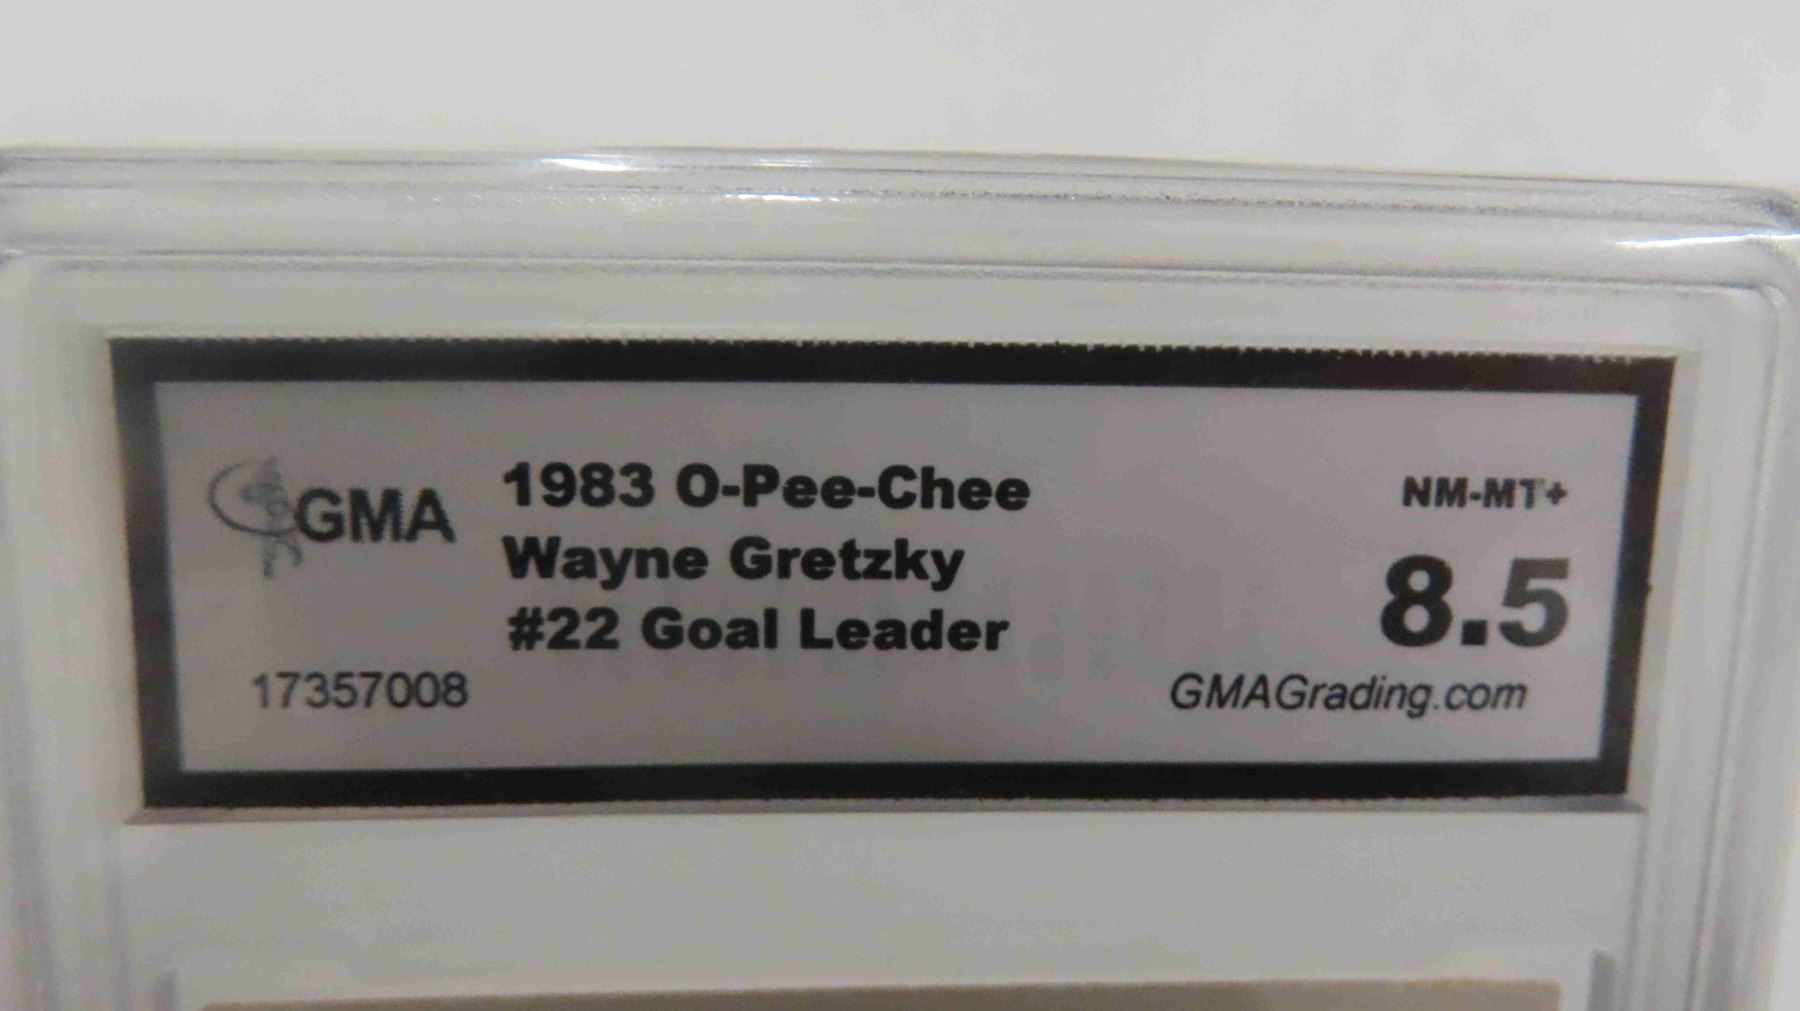 GMA
1983 O-Pee-Chee
Wayne Gretzky
#22 Goal Leader
NM-MT+
8.5
17357008
GMAGrading.com